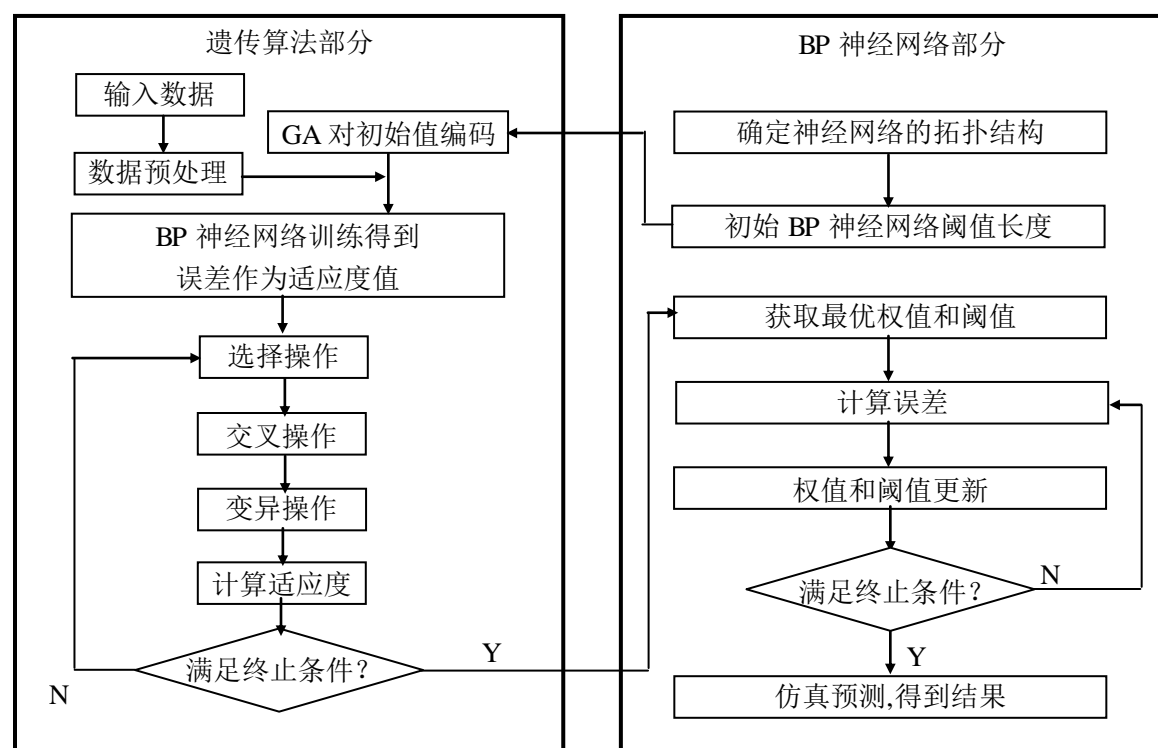 遗传算法部分
输入数据
GA 对初始值编码
数据预处理
BP 神经网络训练得到
误差作为适应度值
选择操作
交叉操作
变异操作
计算适应度
满足终止条件?
N
Y
BP 神经网络部分
确定神经网络的拓扑结构
初始 BP 神经网络阈值长度
获取最优权值和阈值
计算误差
权值和阈值更新
满足终止条件?
N
Y
仿真预测,得到结果